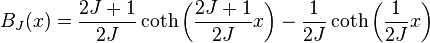 B_J(x) = \frac{2J + 1}{2J} \coth \left( \frac{2J + 1}{2J} x \right) - \frac{1}{2J} \coth \left( \frac{1}{2J} x \right)